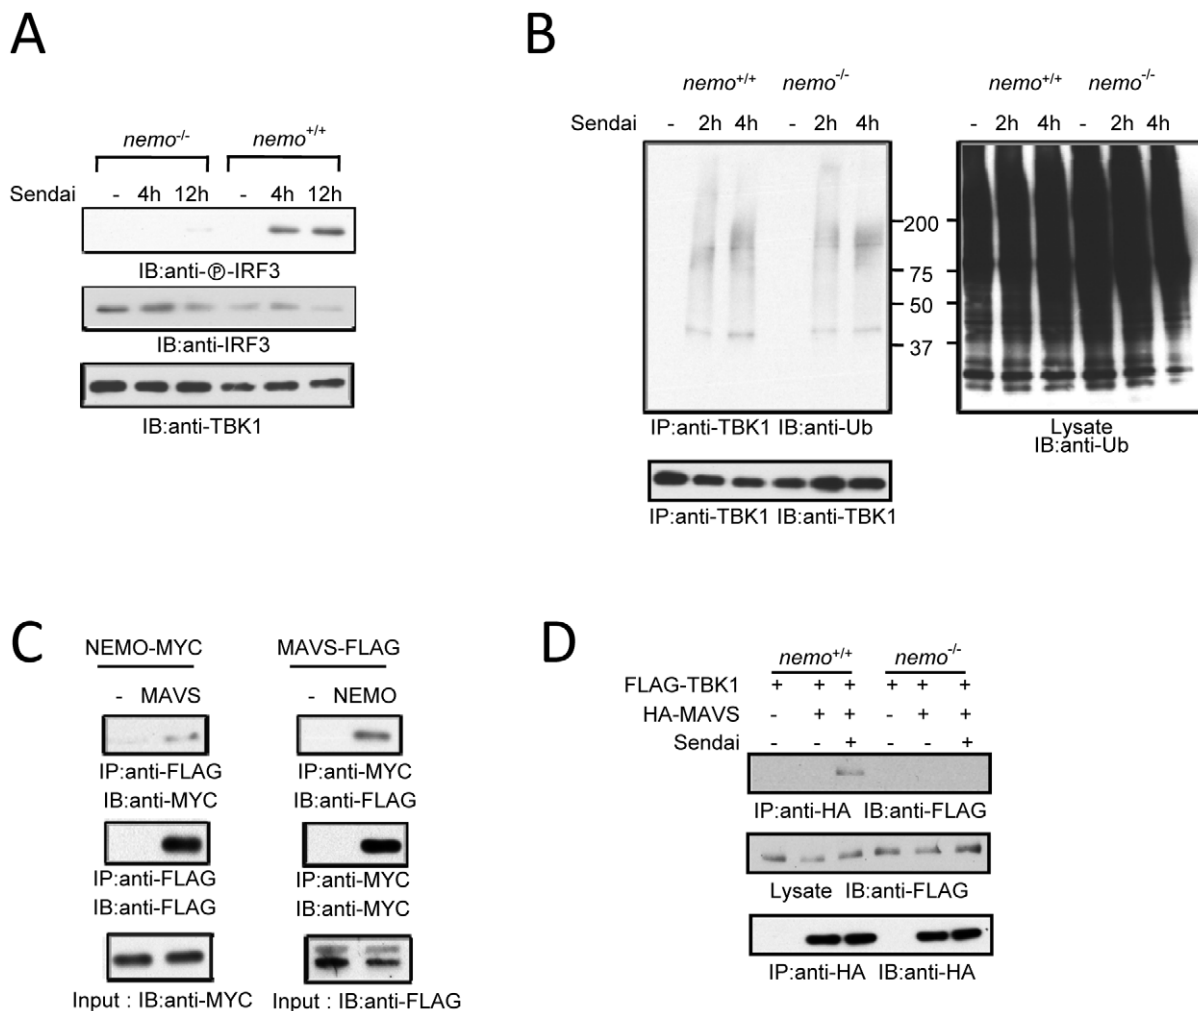 A
nemo-/- nemo+/+
Sendai - 4h 12h - 4h 12h
IB:anti-Ⓟ-IRF3
IB:anti-IRF3
IB:anti-TBK1
B
nemo+/+ nemo-/- nemo+/+ nemo-/-
Sendai - 2h 4h - 2h 4h - 2h 4h - 2h 4h
200
75
50
37
IP:anti-TBK1 IB:anti-Ub
Lysate
IB:anti-Ub
IP:anti-TBK1 IB:anti-TBK1
C
NEMO-MYC MAVS-FLAG
- MAVS - NEMO
IP:anti-FLAG IP:anti-MYC
IB:anti-MYC IB:anti-FLAG
IP:anti-FLAG IP:anti-MYC
IB:anti-FLAG IB:anti-MYC
Input : IB:anti-MYC Input : IB:anti-FLAG
D
nemo+/+ nemo-/-
FLAG-TBK1 + + + + + +
HA-MAVS - + + - + +
Sendai - - + - - +
IP:anti-HA IB:anti-FLAG
Lysate IB:anti-FLAG
IP:anti-HA IB:anti-HA